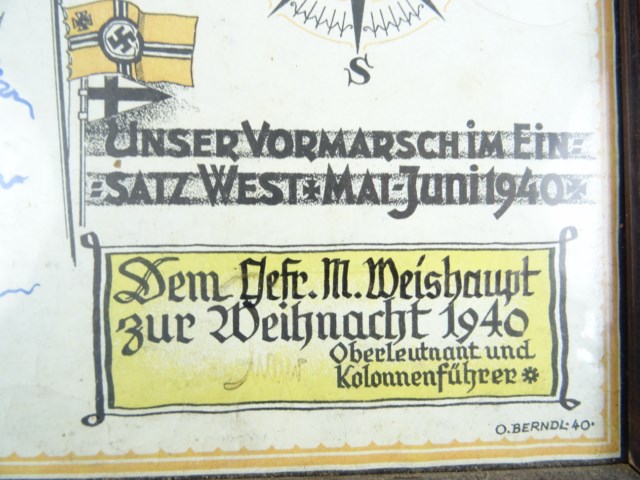 S
UNSER VORMARSCH IM EIN=
=SATZ WEST * MAI-JUNI 1940 *
Dem Gefr. M. Weishaupt
zur Weihnacht 1940
Oberleutnant und
Kolonnenführer *
O. BERNDL·40·